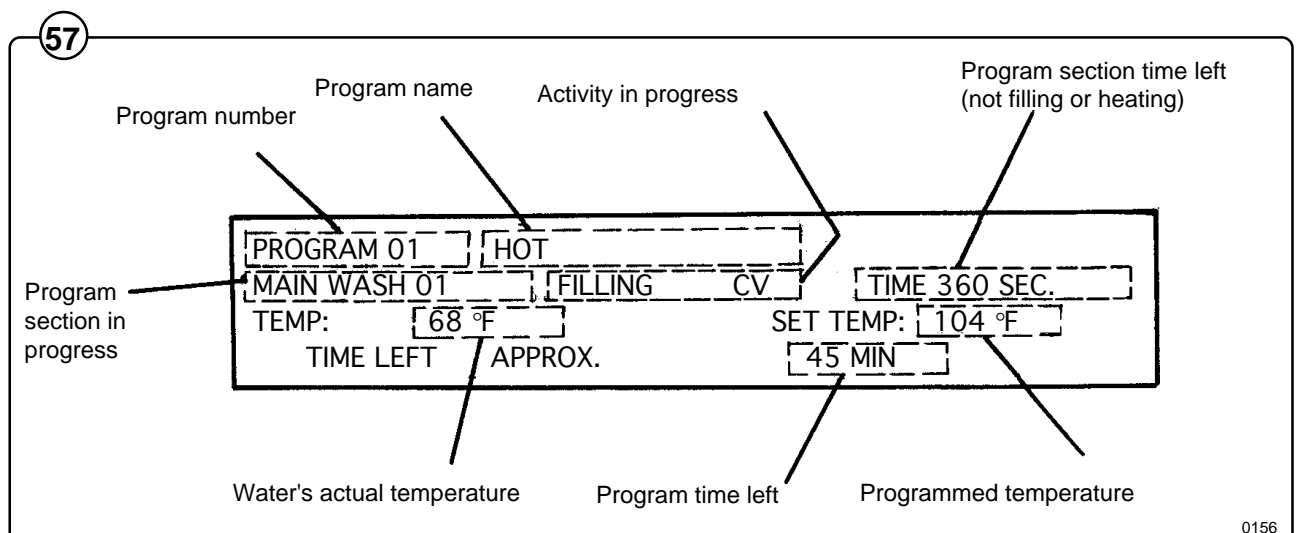 57
Program number
Program name
Activity in progress
Program section time left
(not filling or heating)
PROGRAM 01 HOT
MAIN WASH 01 FILLING CV TIME 360 SEC.
TEMP: 68 °F SET TEMP: 104 °F
TIME LEFT APPROX. 45 MIN
Program
section in
progress
Water's actual temperature
Program time left
Programmed temperature
0156